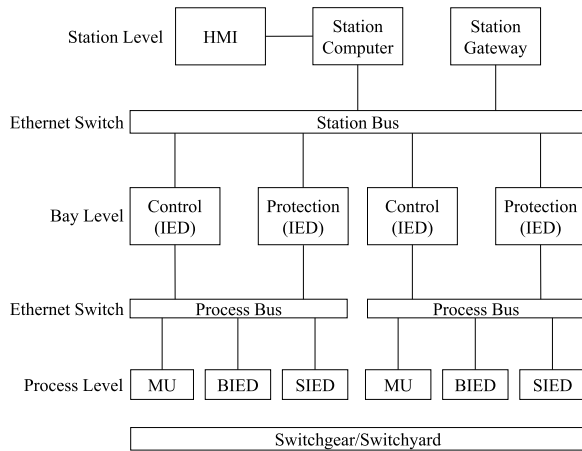 Station Level
HMI
Station
Computer
Station
Gateway
Ethernet Switch
Station Bus
Bay Level
Control
(IED)
Protection
(IED)
Control
(IED)
Protection
(IED)
Ethernet Switch
Process Bus
Process Bus
Process Level
MU
BIED
SIED
MU
BIED
SIED
Switchgear/Switchyard